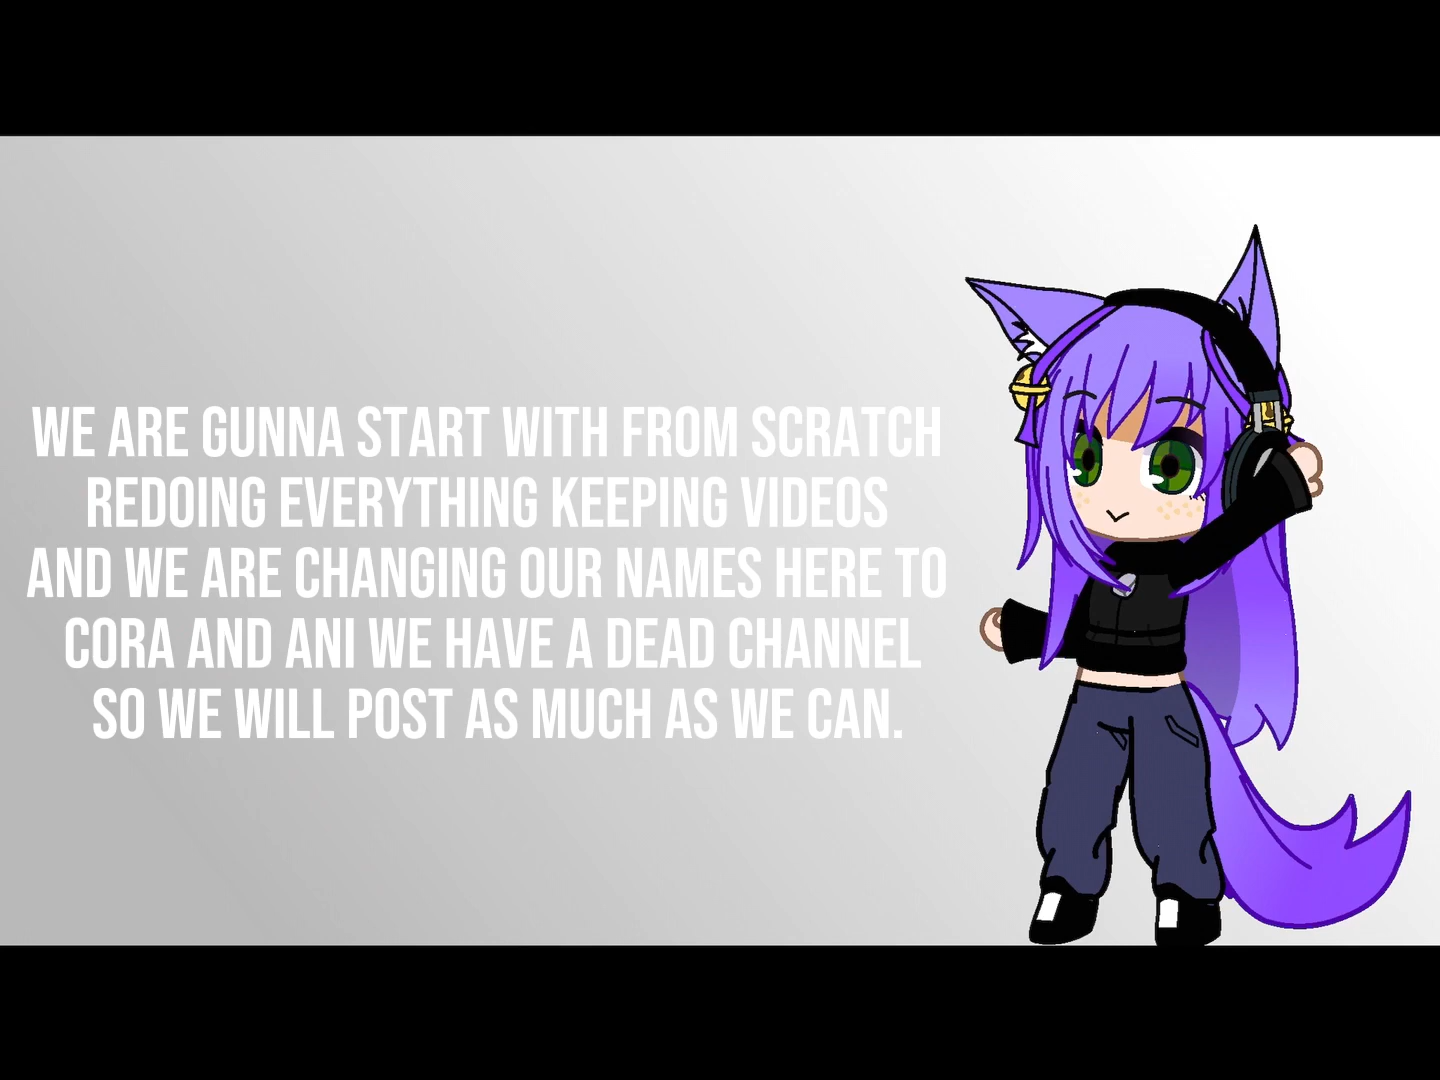 WE ARE GUNNA START WITH FROM SCRATCH
REDOING EVERYTHING KEEPING VIDEOS
AND WE ARE CHANGING OUR NAMES HERE TO
CORA AND ANI WE HAVE A DEAD CHANNEL
SO WE WILL POST AS MUCH AS WE CAN.